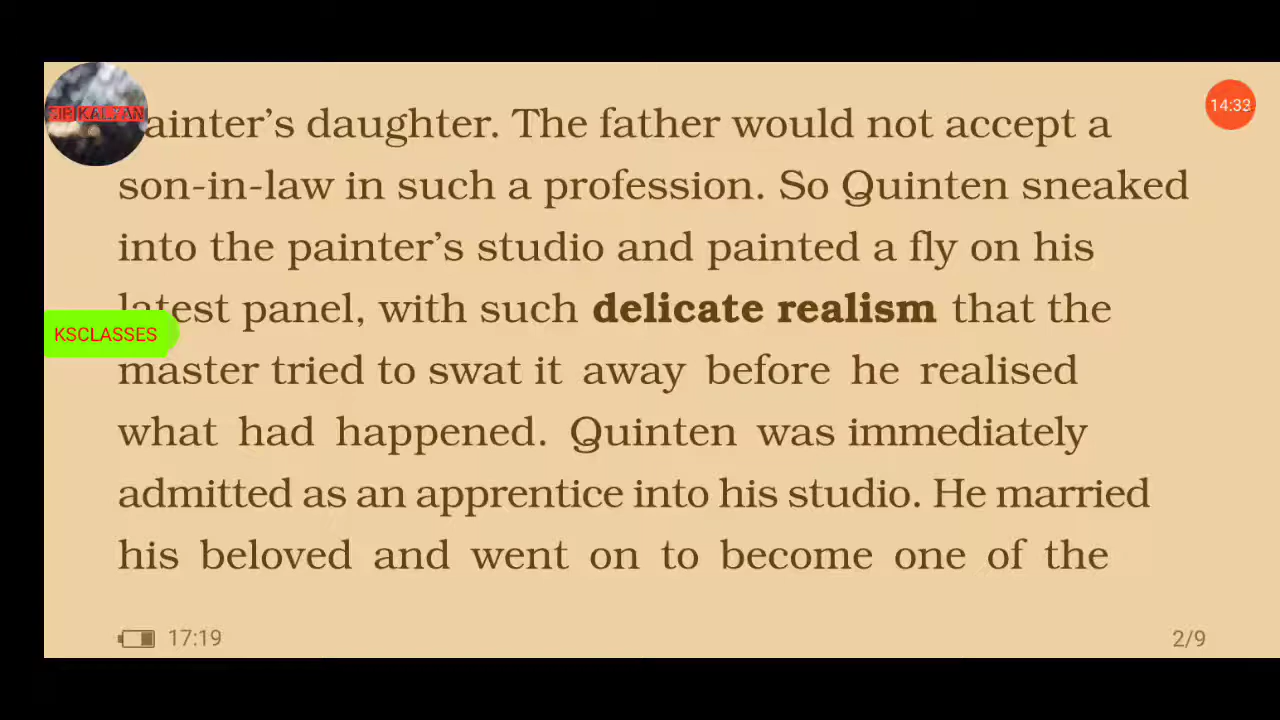 ainter's daughter. The father would not accept a
son-in-law in such a profession. So Quinten sneaked
into the painter's studio and painted a fly on his
latest panel, with such delicate realism that the
master tried to swat it away before he realised
what had happened. Quinten was immediately
admitted as an apprentice into his studio. He married
his beloved and went on to become one of the
KSCLASSES
14:33
17:19
2/9